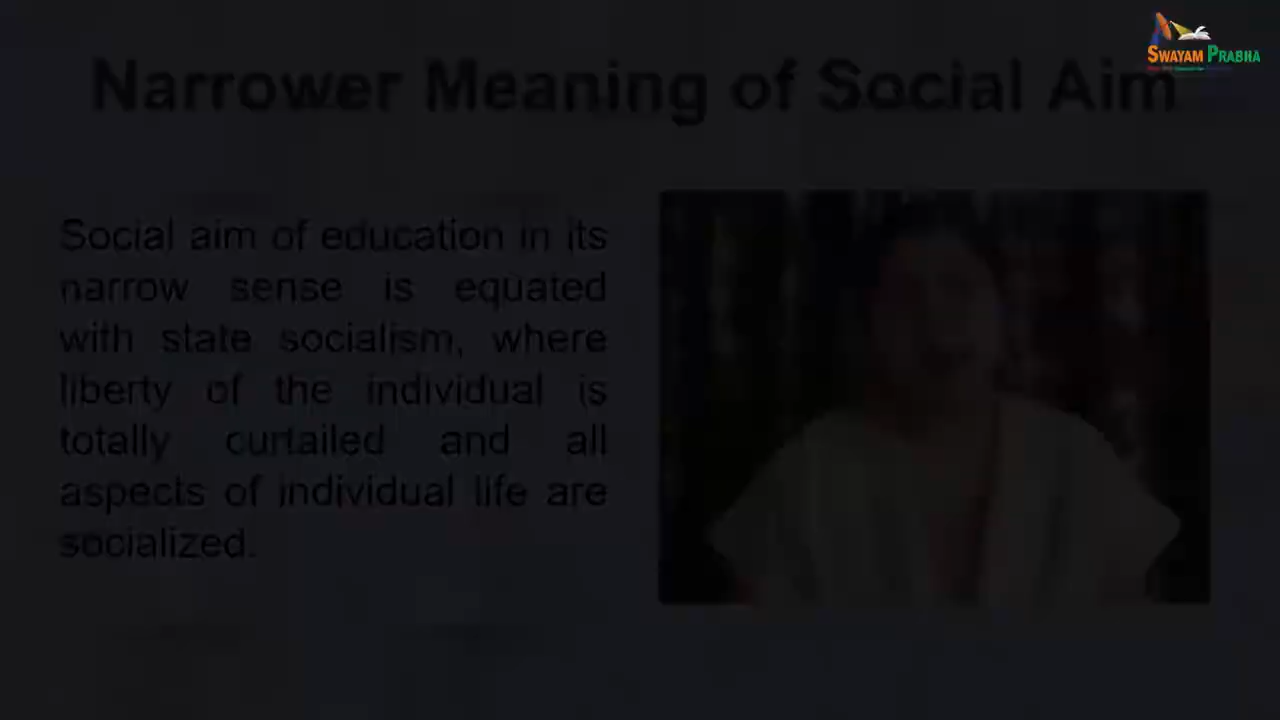 SWAYAM PRABHA
Narrower Meaning of Social Aim
Social aim of education in its
narrow sense is equated
with state socialism, where
liberty of the individual is
totally curtailed and all
aspects of individual life are
socialized.